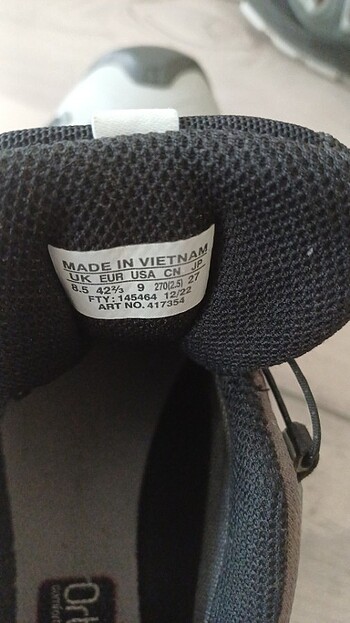 MADE IN VIETNAM
UK EUR USA CN JP
8.5 42⅔ 9 270(2.5) 27
FTY: 145464 12/22
ART NO. 417354